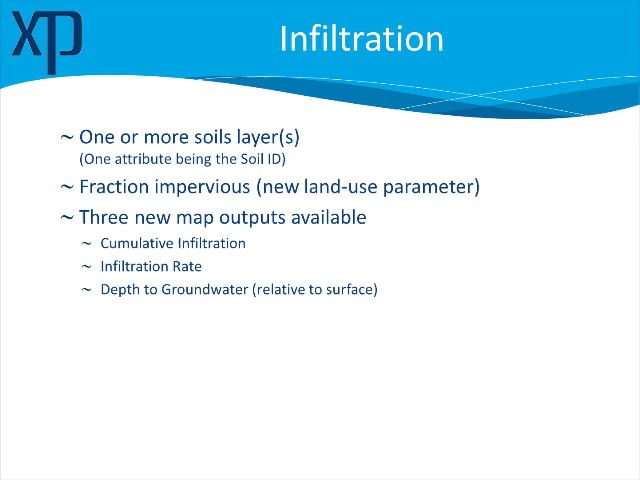 XP
Infiltration
~ One or more soils layer(s)
(One attribute being the Soil ID)
~ Fraction impervious (new land-use parameter)
~ Three new map outputs available
~ Cumulative Infiltration
~ Infiltration Rate
~ Depth to Groundwater (relative to surface)